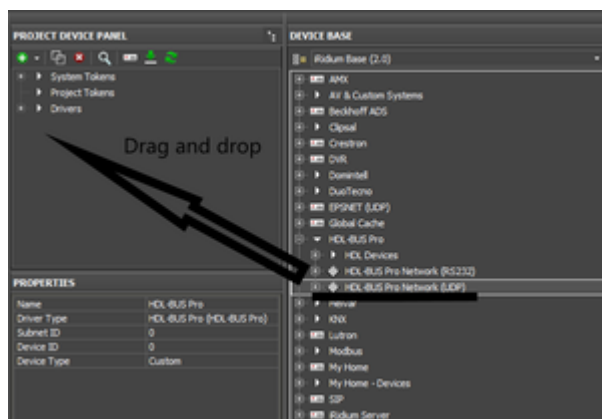 PROJECT DEVICE PANEL
System Tokens
Project Tokens
Drivers
Drag and drop
PROPERTIES
Name HDL-BUS Pro
Driver Type HDL-BUS Pro (HDL-BUS Pro)
Subnet ID 0
Device ID 0
Device Type Custom
DEVICE BASE
iRidium Base (2.0)
AMX
AV & Custom Systems
Beckhoff ADS
Clipsal
Crestron
DVR
Domintell
DuoTecno
EPSNET (UDP)
Global Cache
HDL-BUS Pro
HDL Devices
HDL-BUS Pro Network (RS232)
HDL-BUS Pro Network (UDP)
Helvar
KNX
Lutron
Modbus
My Home
My Home - Devices
SIP
iRidium Server